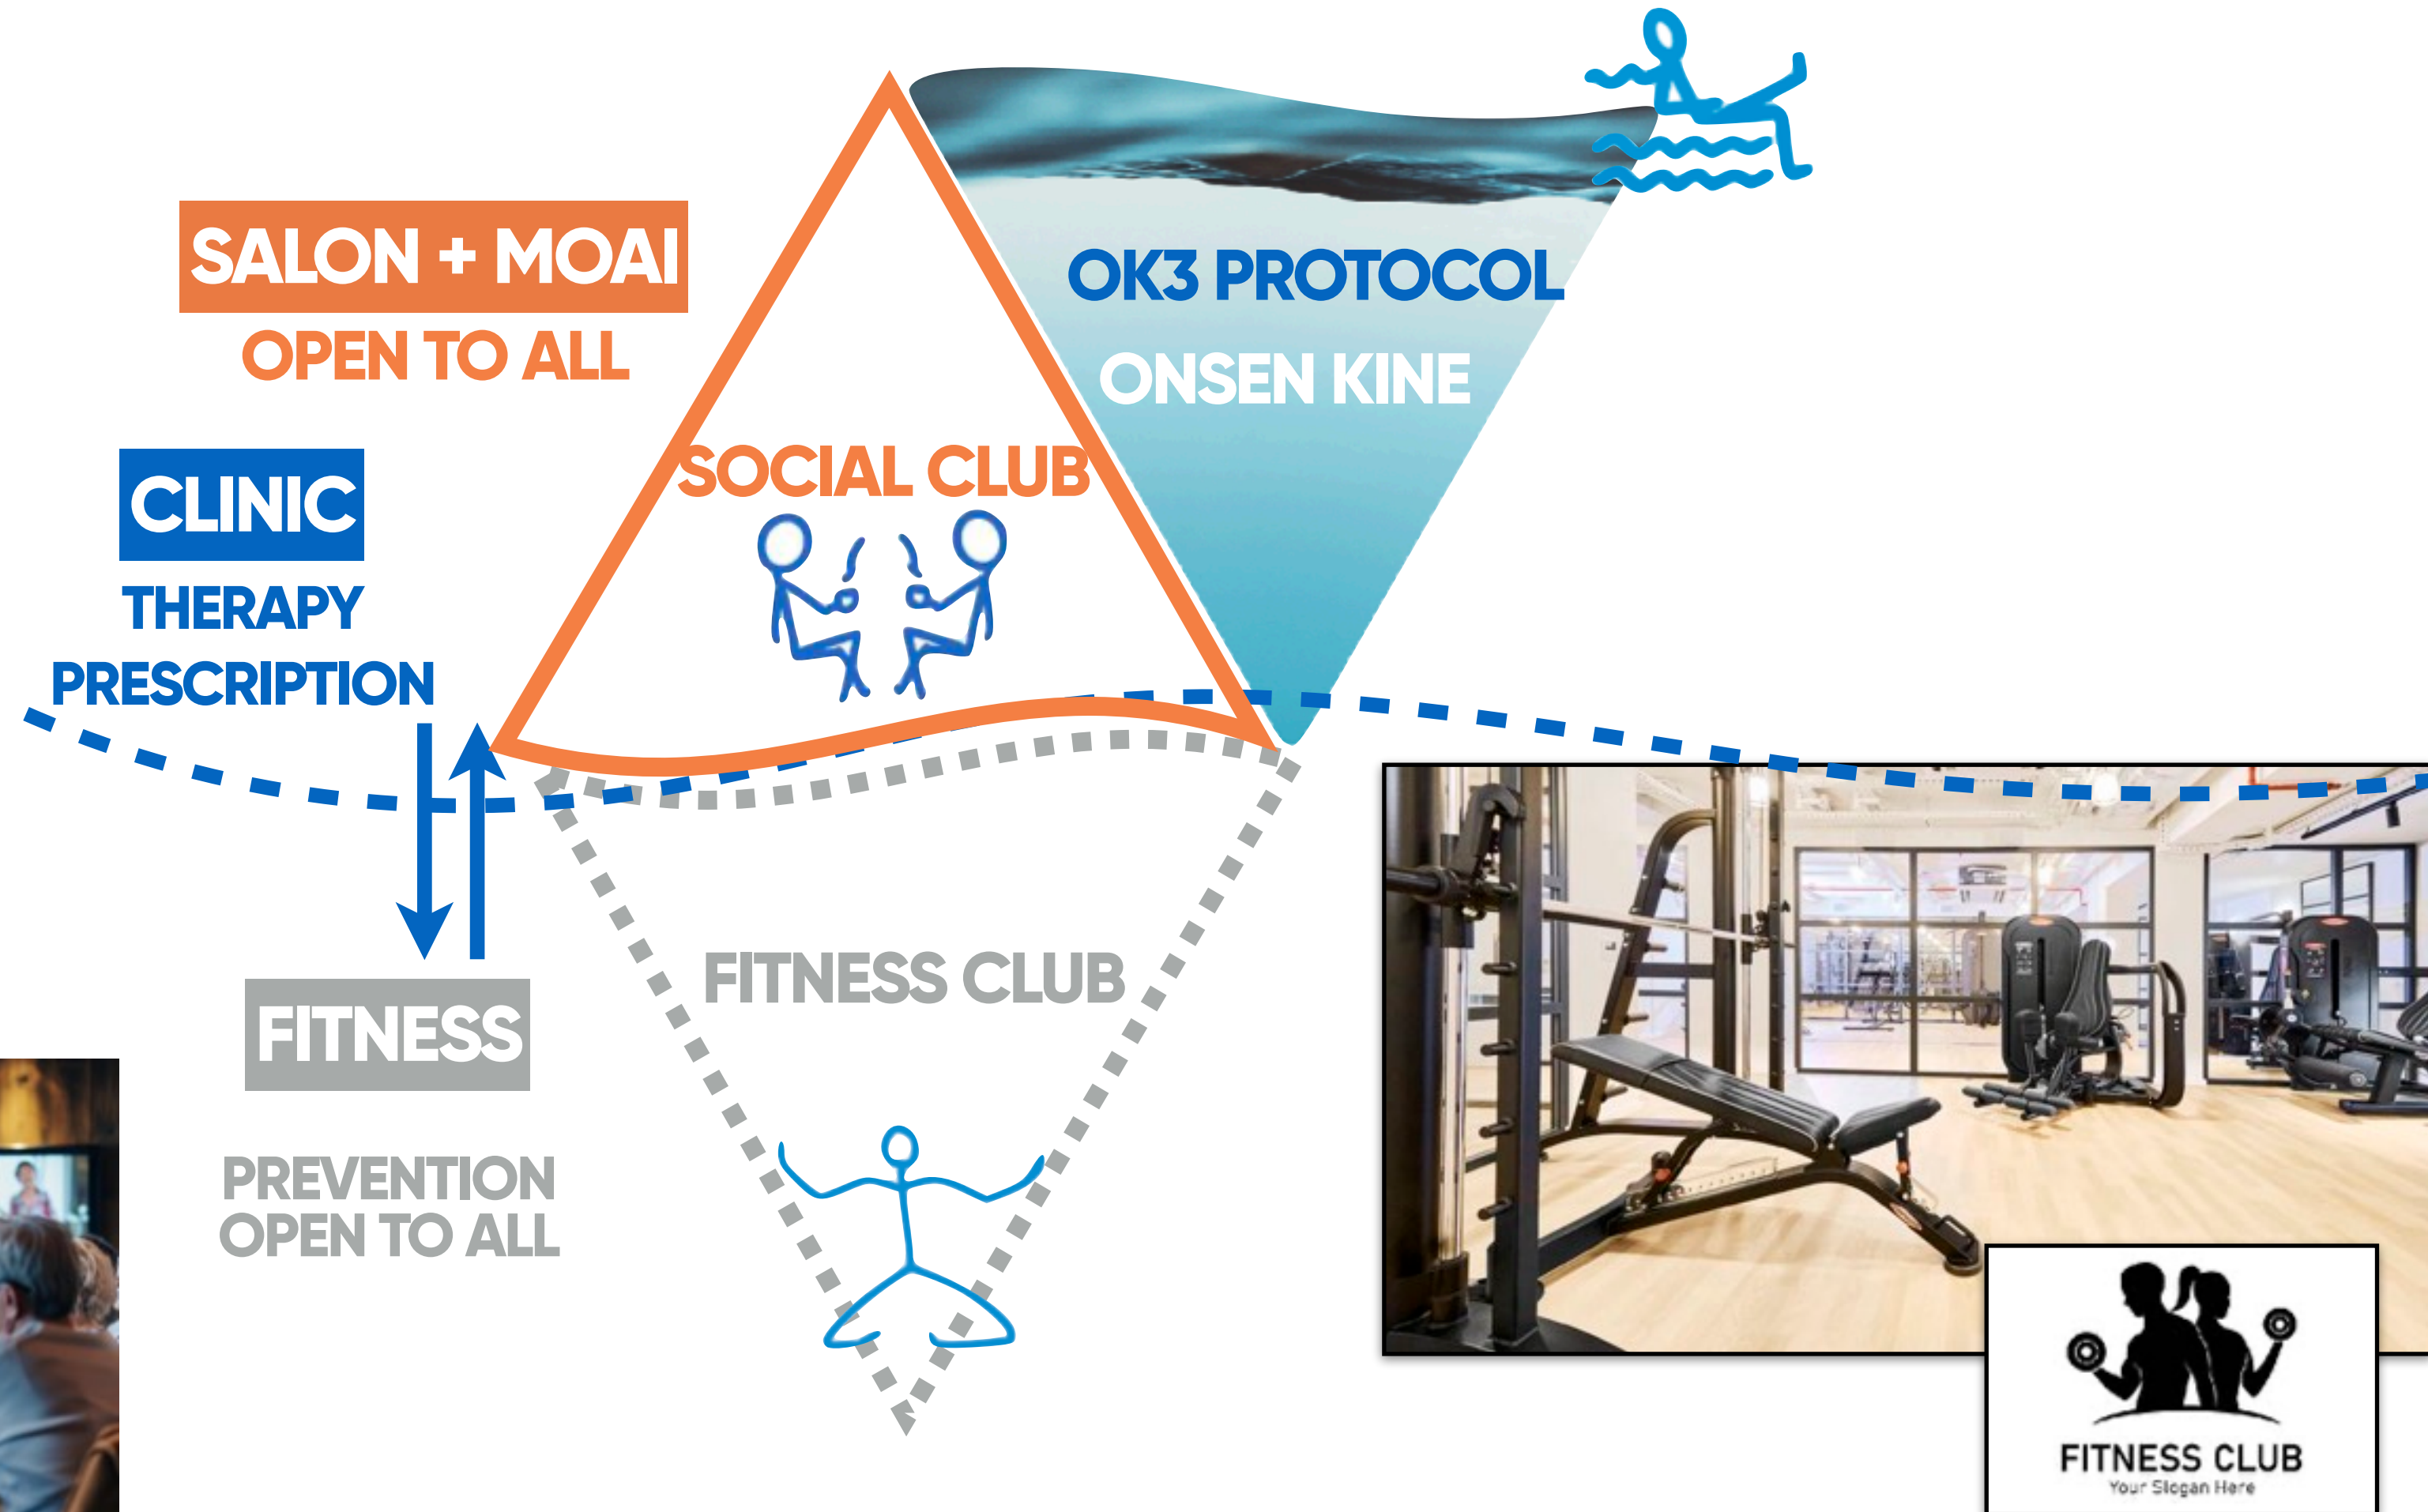 SALON + MOAI
OPEN TO ALL
OK3 PROTOCOL
ONSEN KINE
SOCIAL CLUB
CLINIC
THERAPY
PRESCRIPTION
FITNESS CLUB
FITNESS
PREVENTION
OPEN TO ALL
FITNESS CLUB
Your Slogan Here